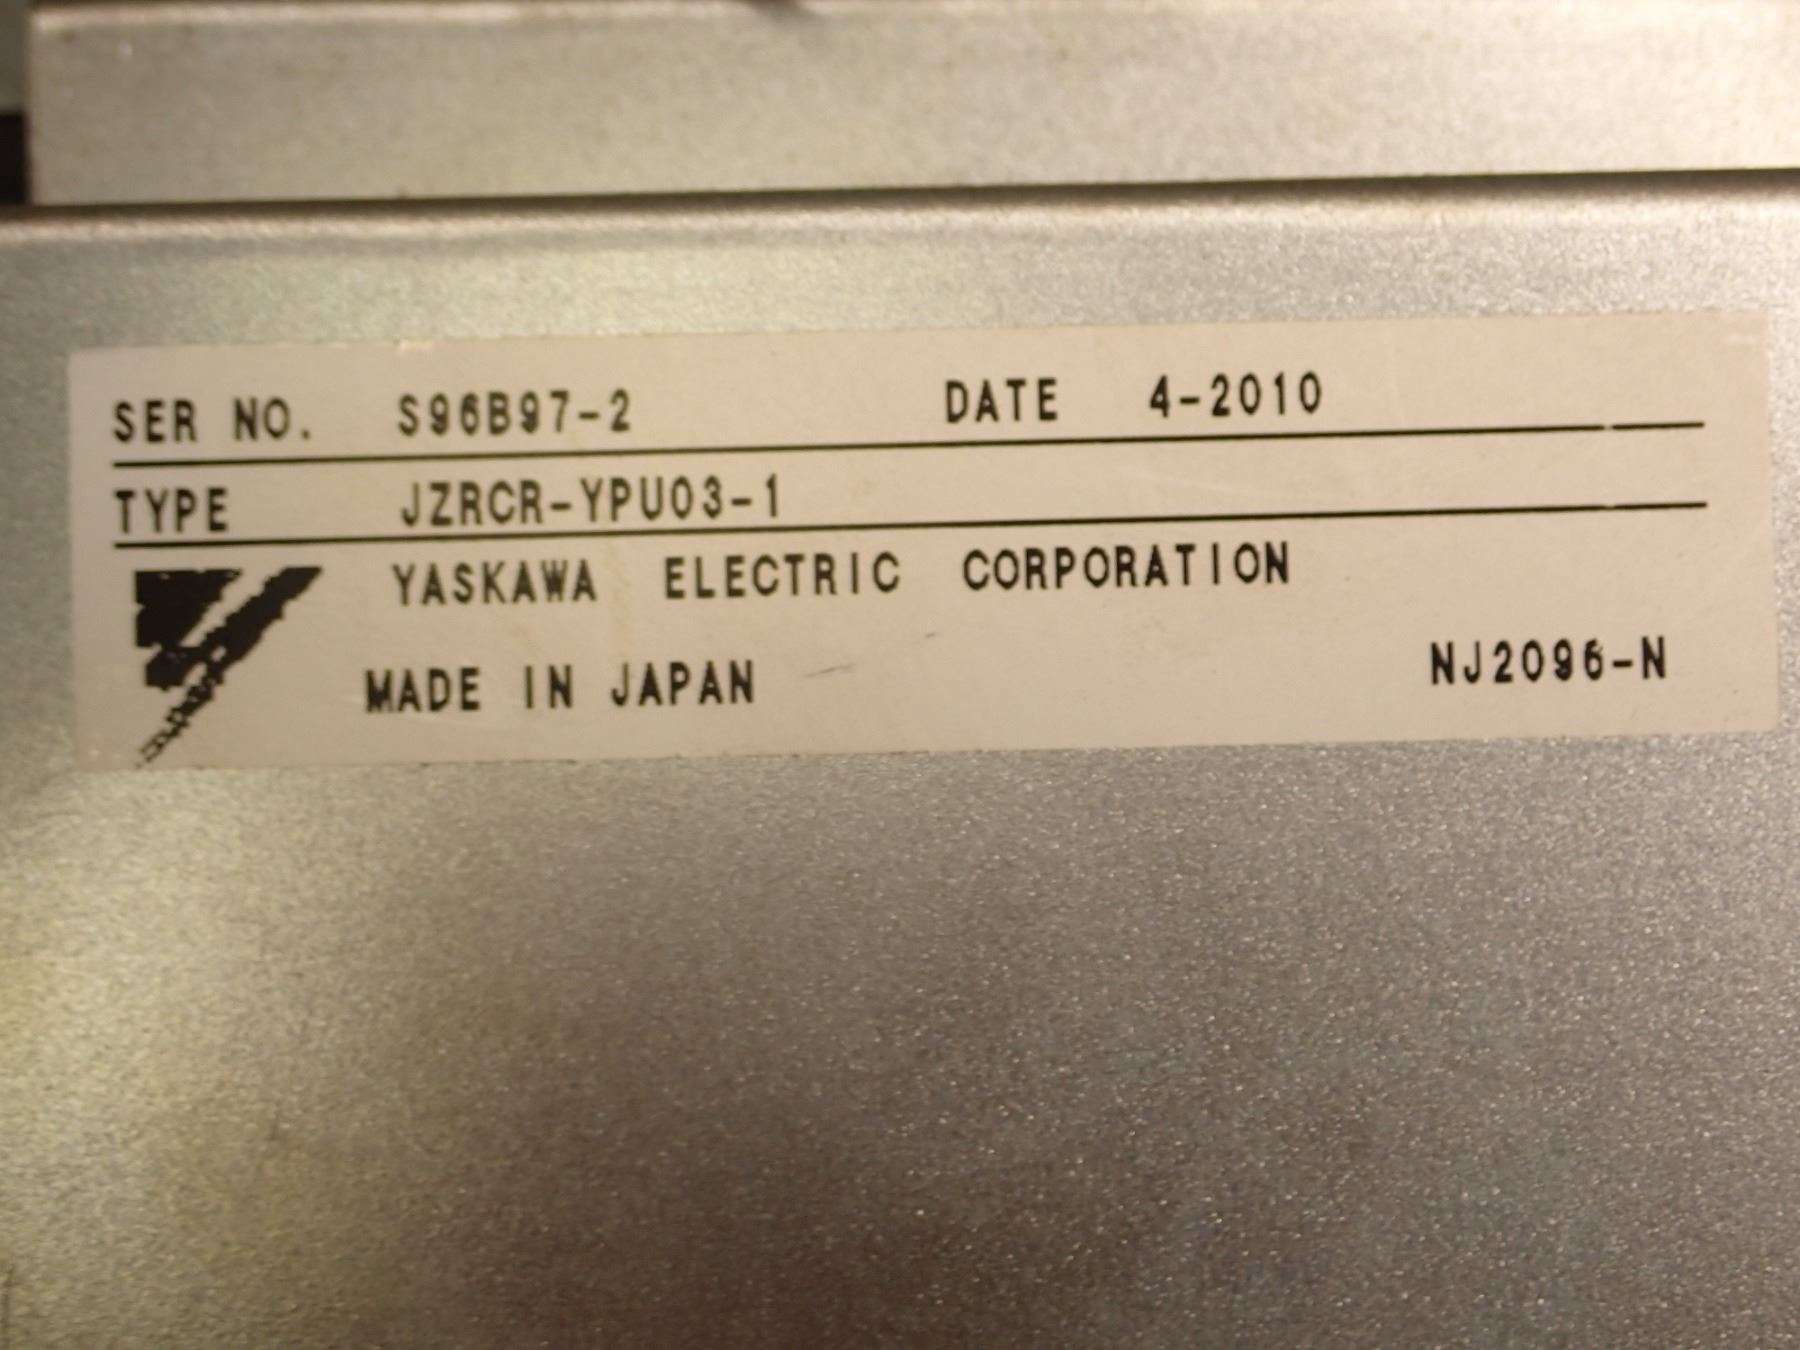 SER NO. S96B97-2 DATE 4-2010
TYPE JZRCR-YPU03-1
YASKAWA ELECTRIC CORPORATION
MADE IN JAPAN NJ2096-N